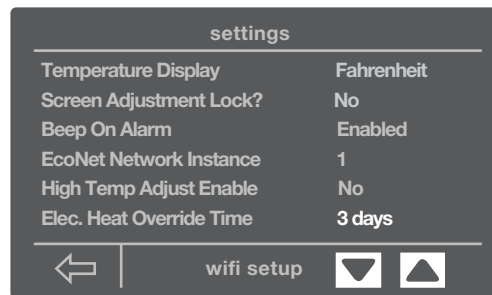 settings
Temperature Display Fahrenheit
Screen Adjustment Lock? No
Beep On Alarm Enabled
EcoNet Network Instance 1
High Temp Adjust Enable No
Elec. Heat Override Time 3 days
wifi setup